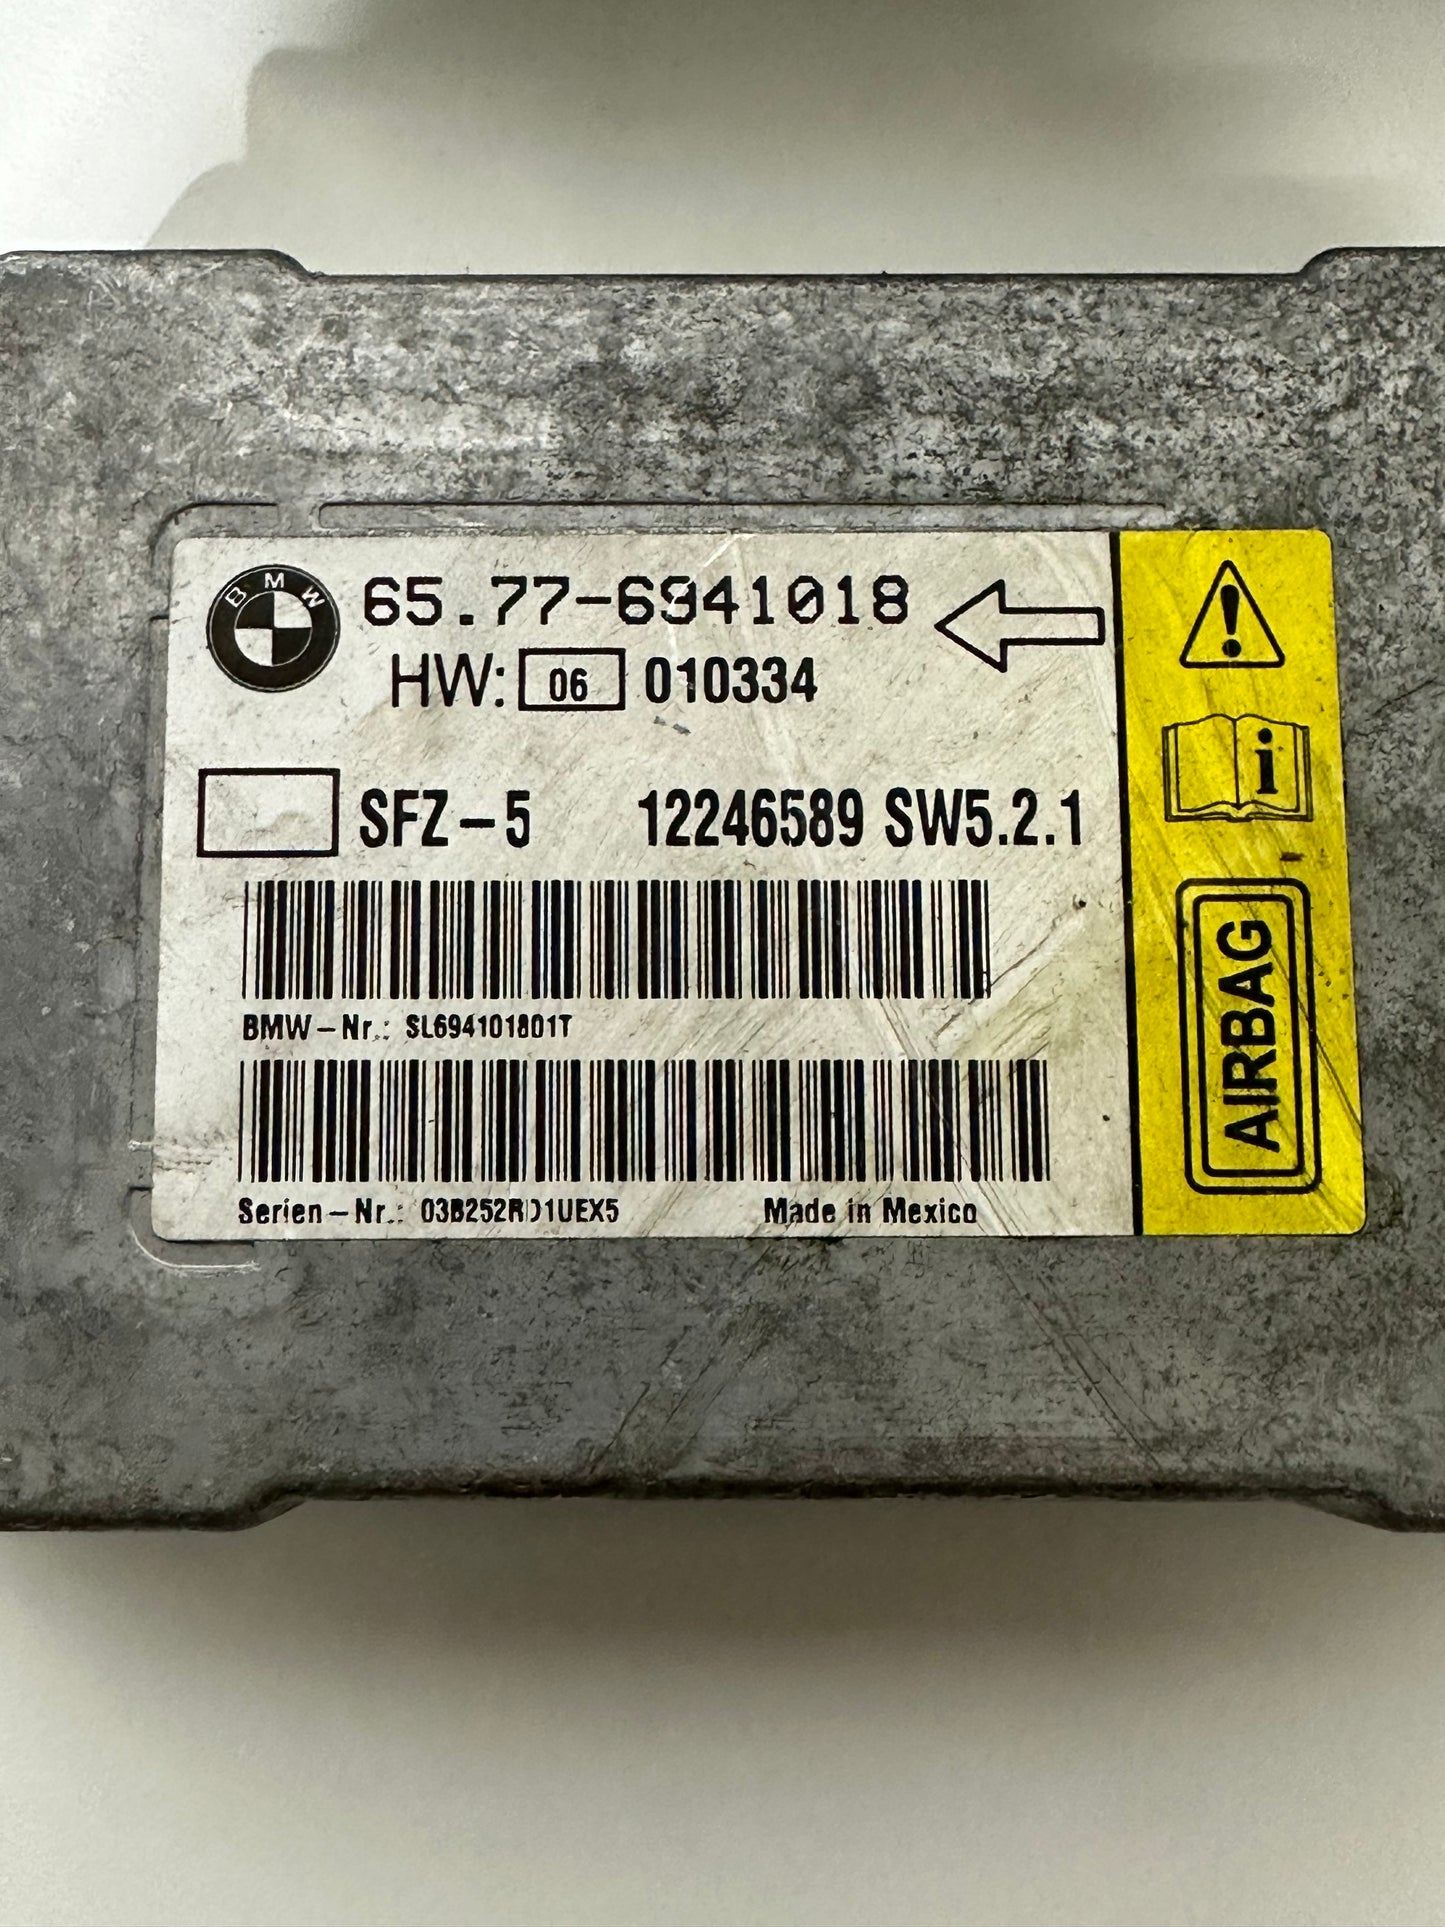 BMW
65.77-6941018
HW: 06 010334
SFZ-5 12246589 SW5.2.1
BMW-Nr.: SL694101801T
Serien-Nr.: Made in Mexico
i
AIRBAG